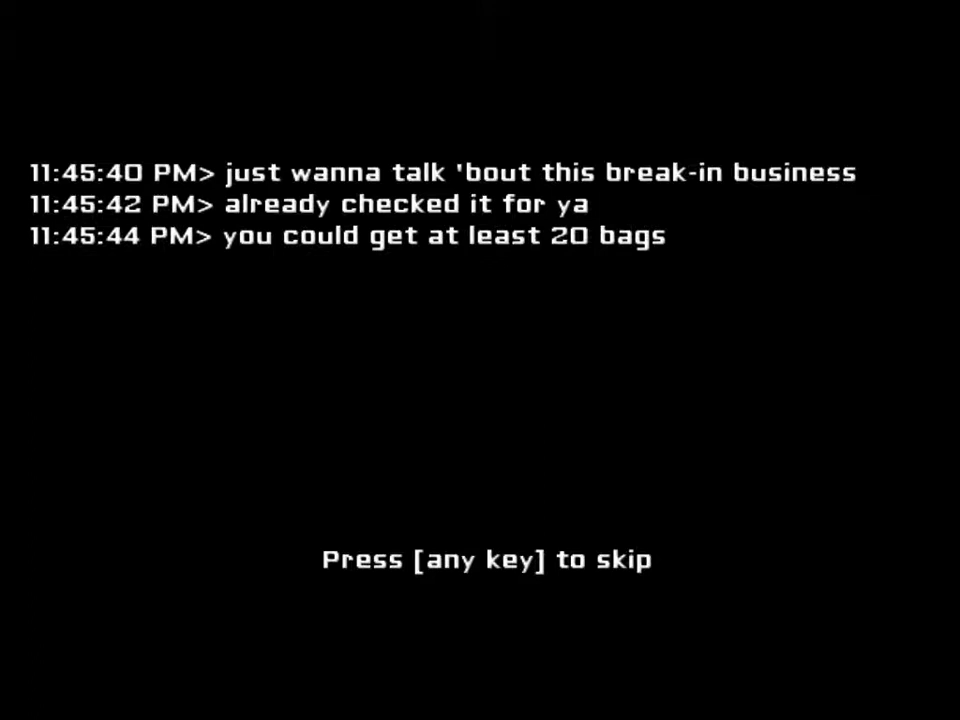 11:45:40 PM> just wanna talk 'bout this break-in business
11:45:42 PM> already checked it for ya
11:45:44 PM> you could get at least 20 bags
Press [any key] to skip